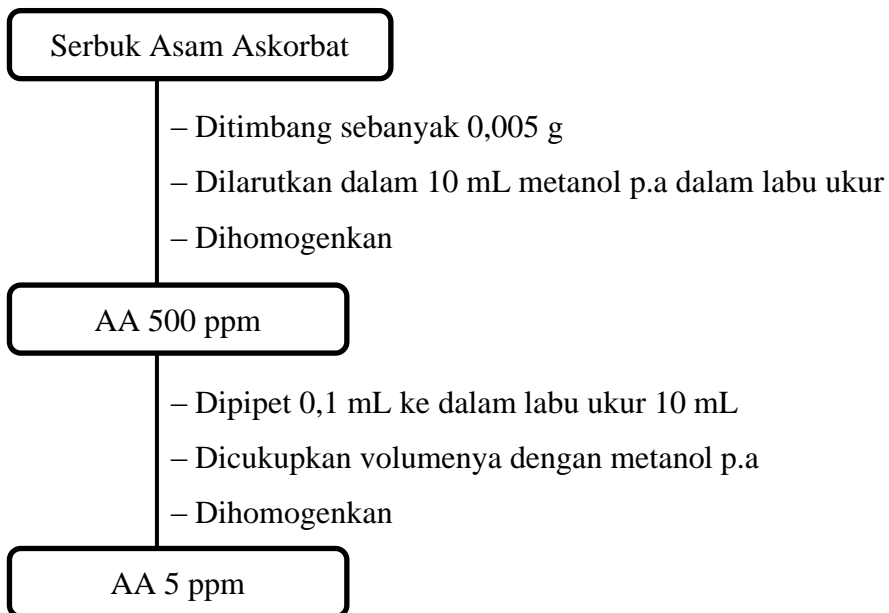 Serbuk Asam Askorbat
– Ditimbang sebanyak 0,005 g
– Dilarutkan dalam 10 mL metanol p.a dalam labu ukur
– Dihomogenkan
AA 500 ppm
– Dipipet 0,1 mL ke dalam labu ukur 10 mL
– Dicukupkan volumenya dengan metanol p.a
– Dihomogenkan
AA 5 ppm